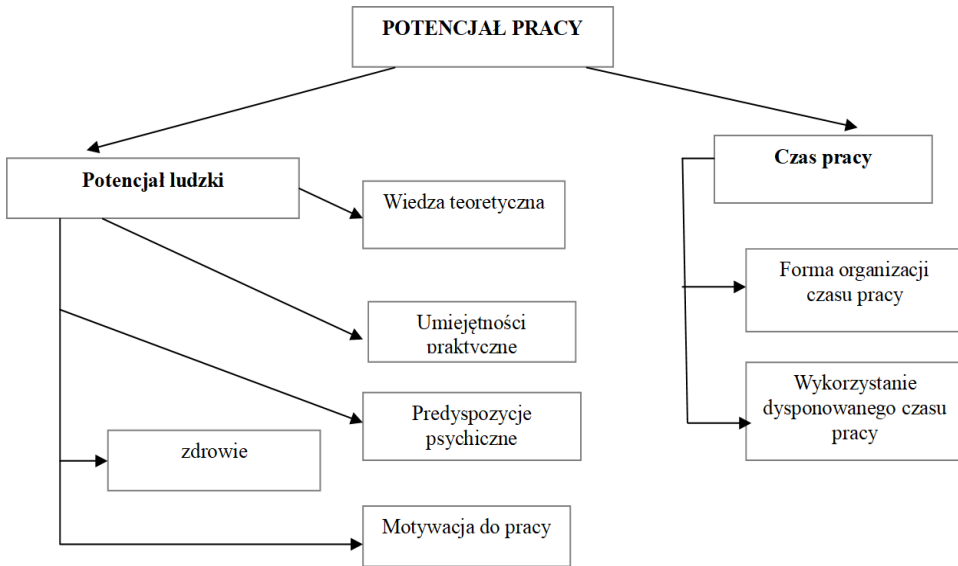 POTENCJAŁ PRACY
Potencjał ludzki
Czas pracy
Wiedza teoretyczna
Forma organizacji
czasu pracy
Umiejętności
praktyczne
Predyspozycje
psychiczne
Wykorzystanie
dysponowanego czasu
pracy
zdrowie
Motywacja do pracy